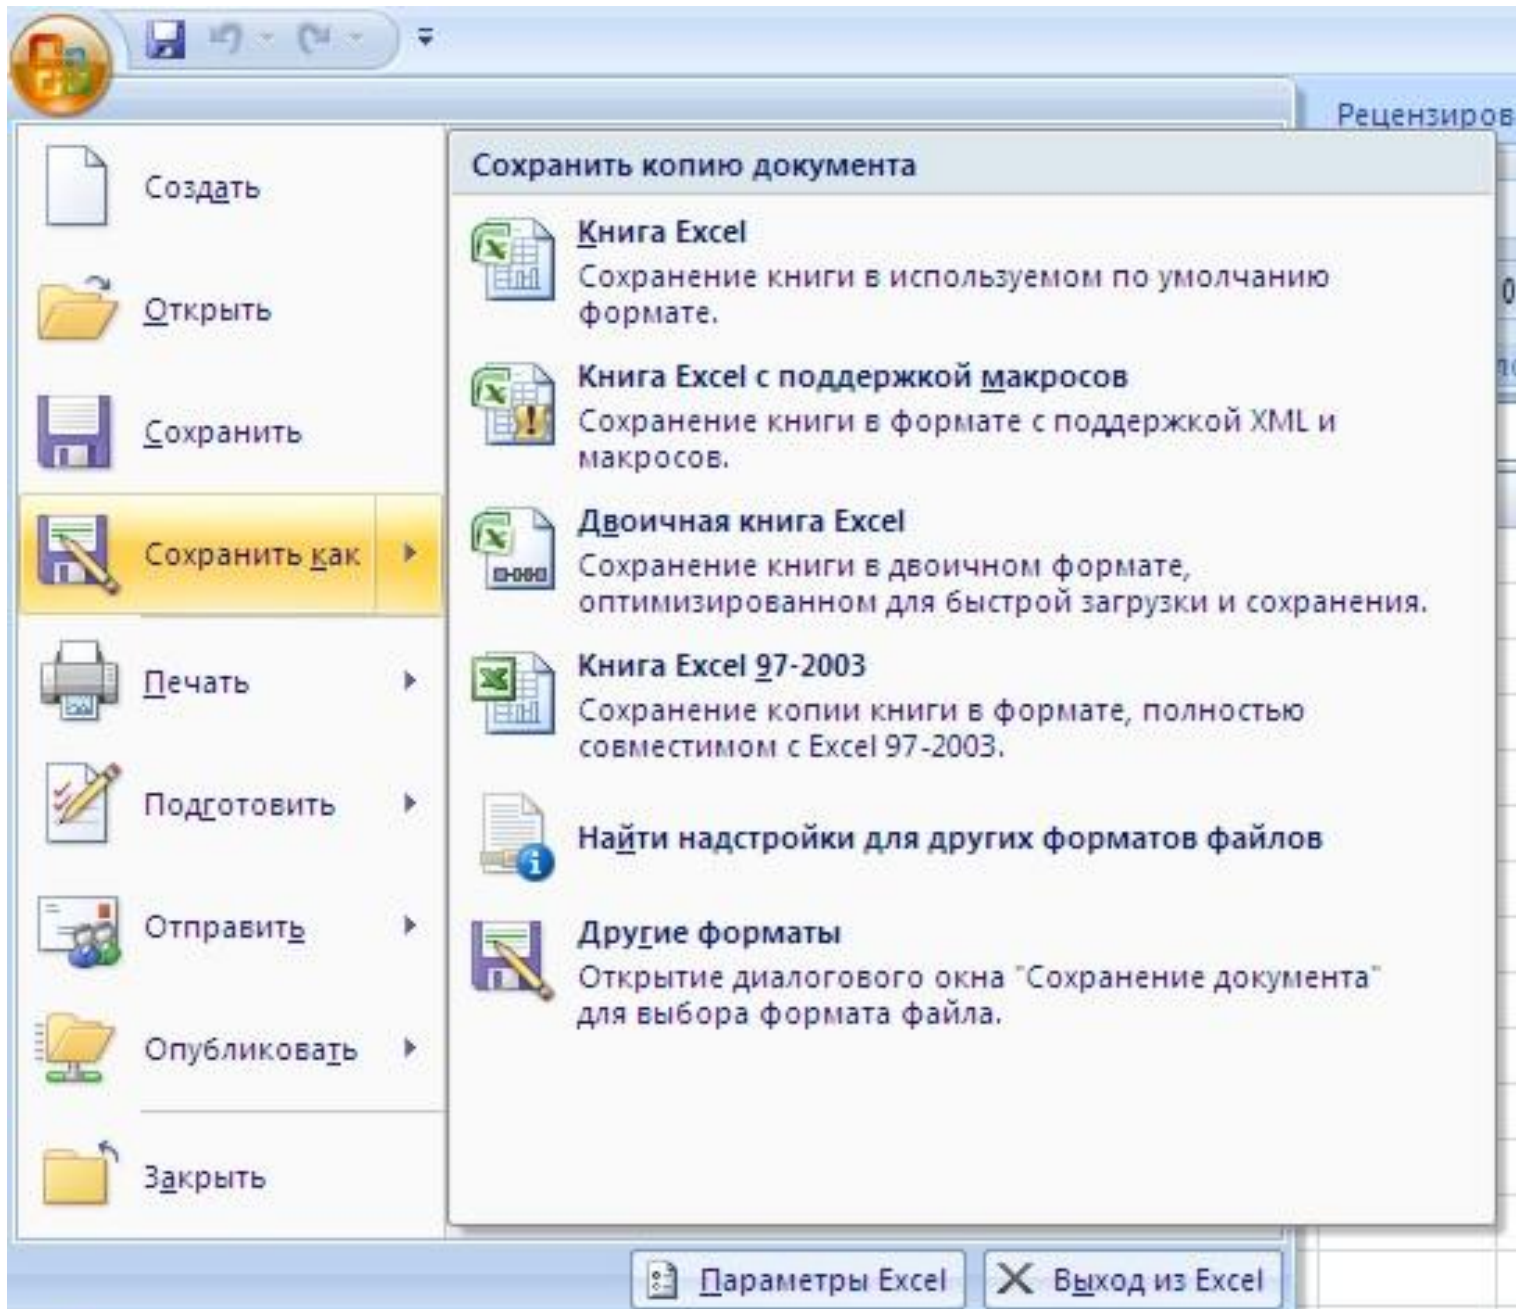 Рецензиров
Создать
Открыть
Сохранить
Сохранить как
Печать
Подготовить
Отправить
Опубликовать
Закрыть
Сохранить копию документа
Книга Excel
Сохранение книги в используемом по умолчанию
формате.
Книга Excel с поддержкой макросов
Сохранение книги в формате с поддержкой XML и
макросов.
Двоичная книга Excel
Сохранение книги в двоичном формате,
оптимизированном для быстрой загрузки и сохранения.
Книга Excel 97-2003
Сохранение копии книги в формате, полностью
совместимом с Excel 97-2003.
Найти надстройки для других форматов файлов
Другие форматы
Открытие диалогового окна "Сохранение документа"
для выбора формата файла.
Параметры Excel
Выход из Excel